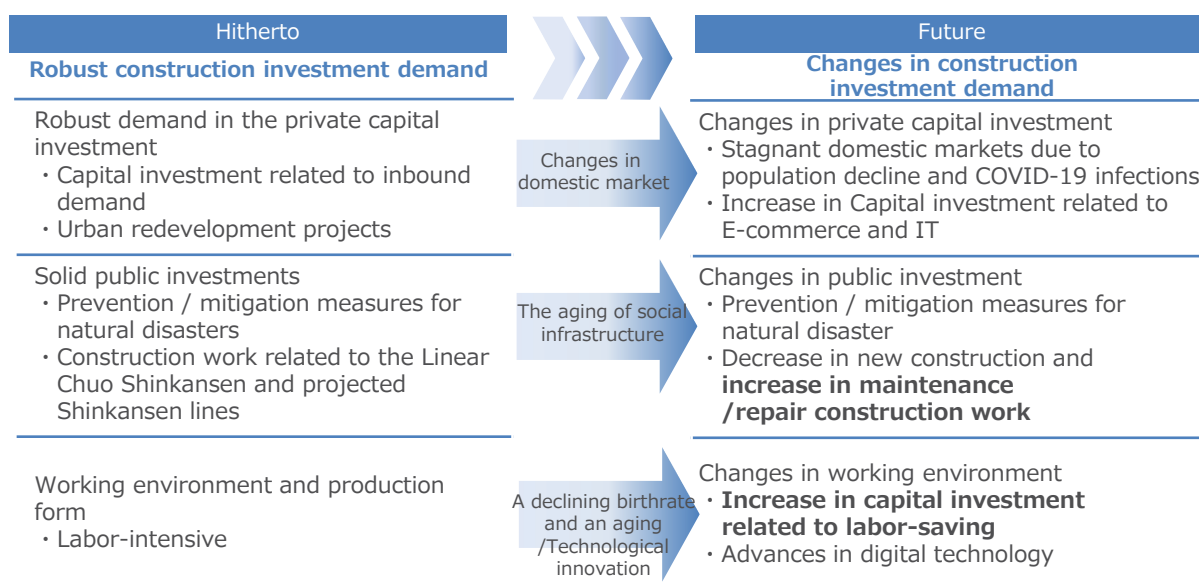 Hitherto
Future
Robust construction investment demand
Changes in construction
investment demand
Robust demand in the private capital
investment
・Capital investment related to inbound
demand
・Urban redevelopment projects
Changes in
domestic market
Changes in private capital investment
・Stagnant domestic markets due to
population decline and COVID-19 infections
・Increase in Capital investment related to
E-commerce and IT
Solid public investments
・Prevention / mitigation measures for
natural disasters
・Construction work related to the Linear
Chuo Shinkansen and projected
Shinkansen lines
The aging of social
infrastructure
Changes in public investment
・Prevention / mitigation measures for
natural disaster
・Decrease in new construction and
increase in maintenance
/repair construction work
Working environment and production
form
・Labor-intensive
A declining birthrate
and an aging
/Technological
innovation
Changes in working environment
・Increase in capital investment
related to labor-saving
・Advances in digital technology